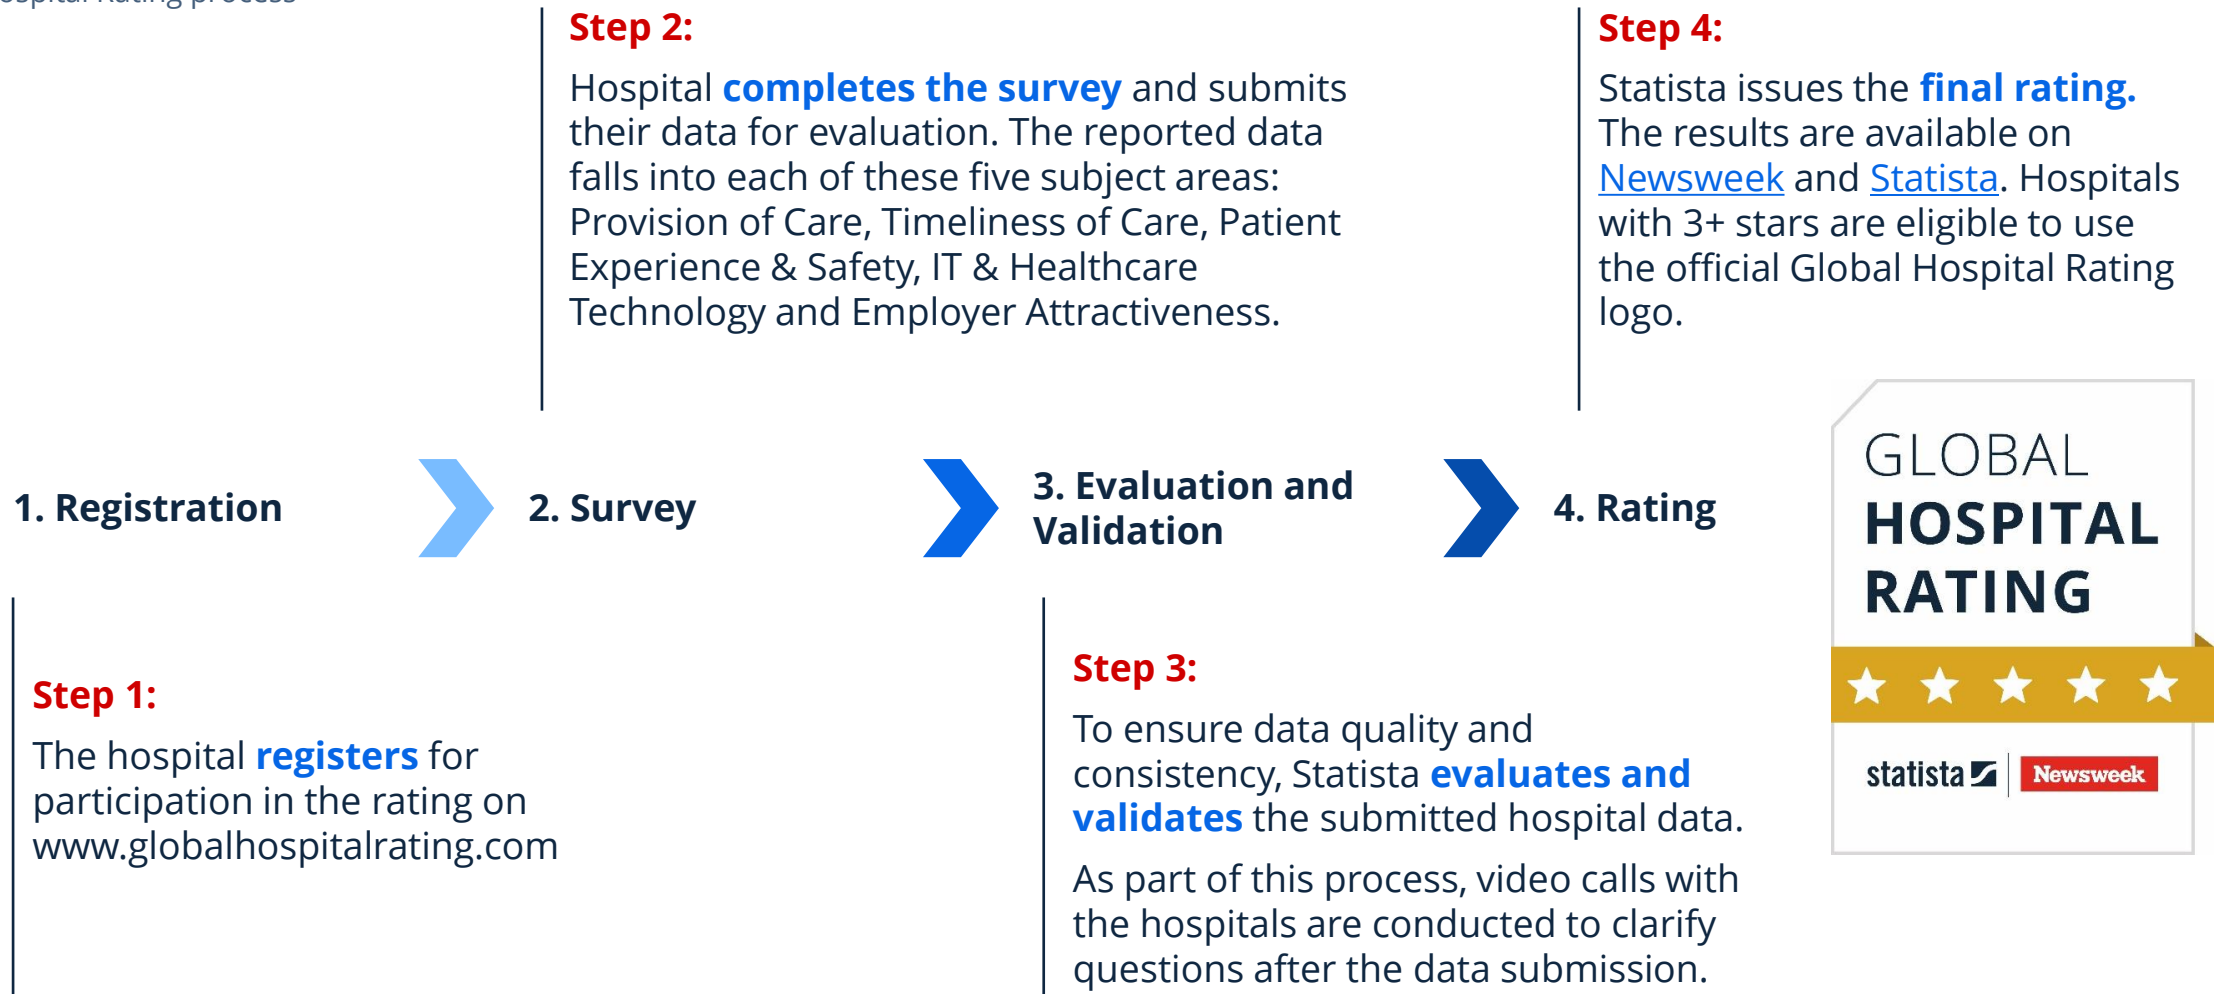 Hospital Rating process
Step 2:
Hospital completes the survey and submits
their data for evaluation. The reported data
falls into each of these five subject areas:
Provision of Care, Timeliness of Care, Patient
Experience & Safety, IT & Healthcare
Technology and Employer Attractiveness.
Step 4:
Statista issues the final rating.
The results are available on
Newsweek and Statista. Hospitals
with 3+ stars are eligible to use
the official Global Hospital Rating
logo.
1. Registration
2. Survey
3. Evaluation and
Validation
4. Rating
GLOBAL
HOSPITAL
RATING
statista
Newsweek
Step 1:
The hospital registers for
participation in the rating on
www.globalhospitalrating.com
Step 3:
To ensure data quality and
consistency, Statista evaluates and
validates the submitted hospital data.
As part of this process, video calls with
the hospitals are conducted to clarify
questions after the data submission.